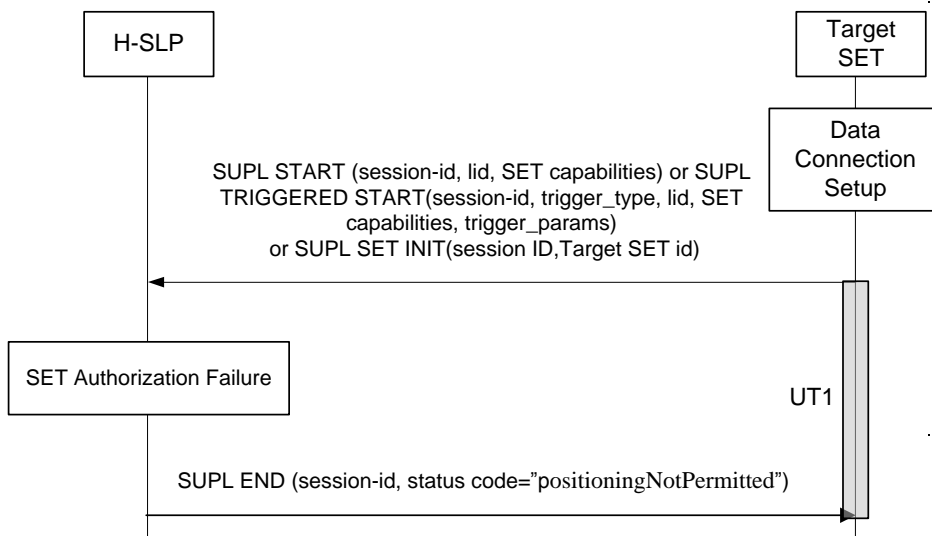 H-SLP
Target
SET
Data
Connection
Setup
SUPL START (session-id, lid, SET capabilities) or SUPL
TRIGGERED START(session-id, trigger_type, lid, SET
capabilities, trigger_params)
or SUPL SET INIT(session ID,Target SET id)
SET Authorization Failure
UT1
SUPL END (session-id, status code=”positioningNotPermitted”)